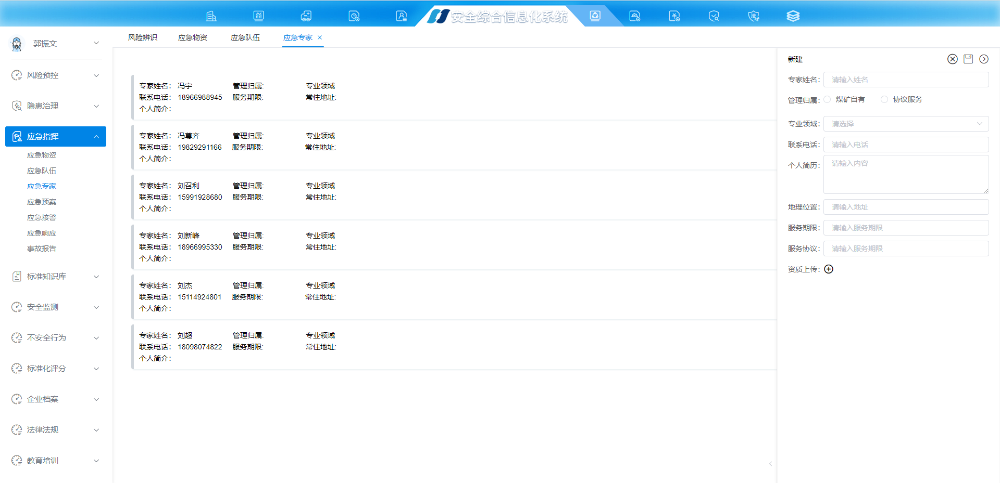 安全综合信息化系统
郭振文
风险预控
隐患治理
应急指挥
应急物资
应急队伍
应急专家
应急预案
应急接警
应急响应
事故报告
标准知识库
安全监测
不安全行为
标准化评分
企业档案
法律法规
教育培训
风险辨识 应急物资 应急队伍 应急专家 ×
专家姓名： 冯宇 管理归属: 专业领域
联系电话： 18966988945 服务期限: 常住地址:
个人简介：
专家姓名： 冯尊齐 管理归属: 专业领域
联系电话： 19829291166 服务期限: 常住地址:
个人简介：
专家姓名： 刘召利 管理归属: 专业领域
联系电话： 15991928680 服务期限: 常住地址:
个人简介：
专家姓名： 刘新峰 管理归属: 专业领域
联系电话： 18966995330 服务期限: 常住地址:
个人简介：
专家姓名： 刘杰 管理归属: 专业领域
联系电话： 15114924801 服务期限: 常住地址:
个人简介：
专家姓名： 刘超 管理归属: 专业领域
联系电话： 18098074822 服务期限: 常住地址:
个人简介：
新建
专家姓名： 请输入姓名
管理归属： 煤矿自有 协议服务
专业领域： 请选择
联系电话： 请输入电话
个人简历： 请输入内容
地理位置： 请输入地址
服务期限： 请输入服务期限
服务协议： 请输入服务期限
资质上传：